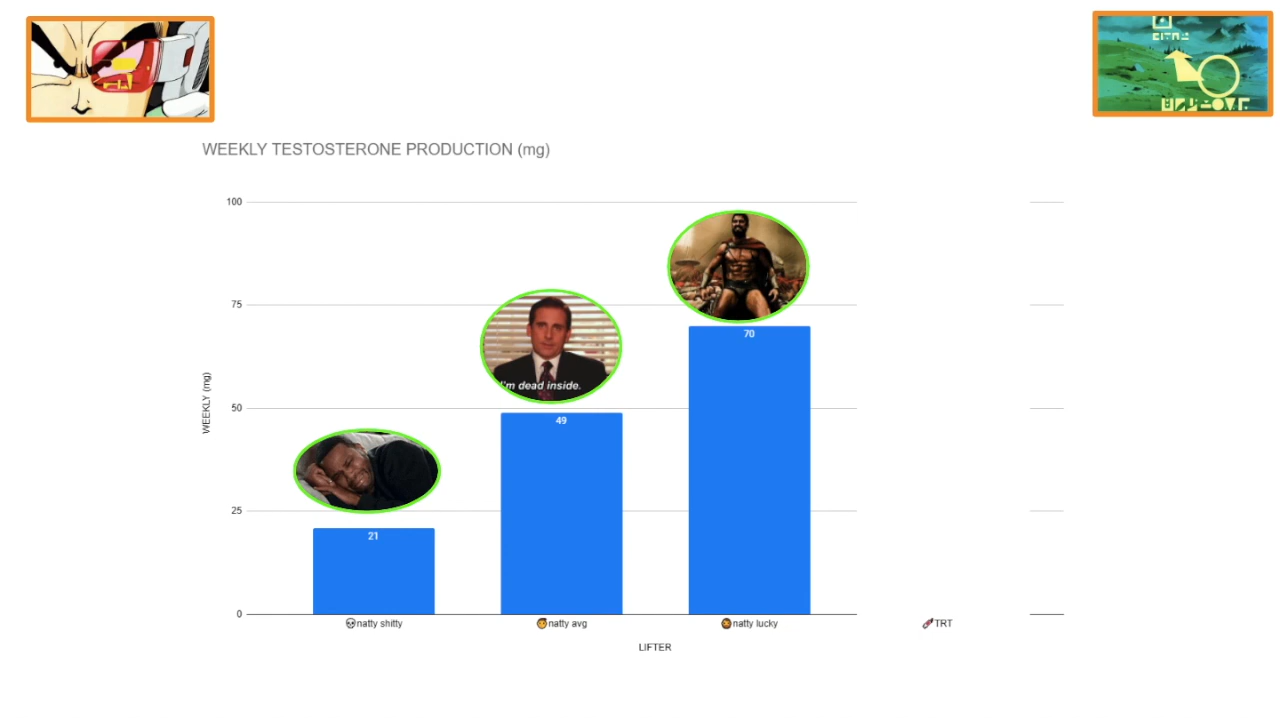 WEEKLY TESTOSTERONE PRODUCTION (mg)
100
75
50
25
0
WEEKLY (mg)
I'm dead inside.
21
49
70
💀natty shitty
natty avg
natty lucky
TRT
LIFTER